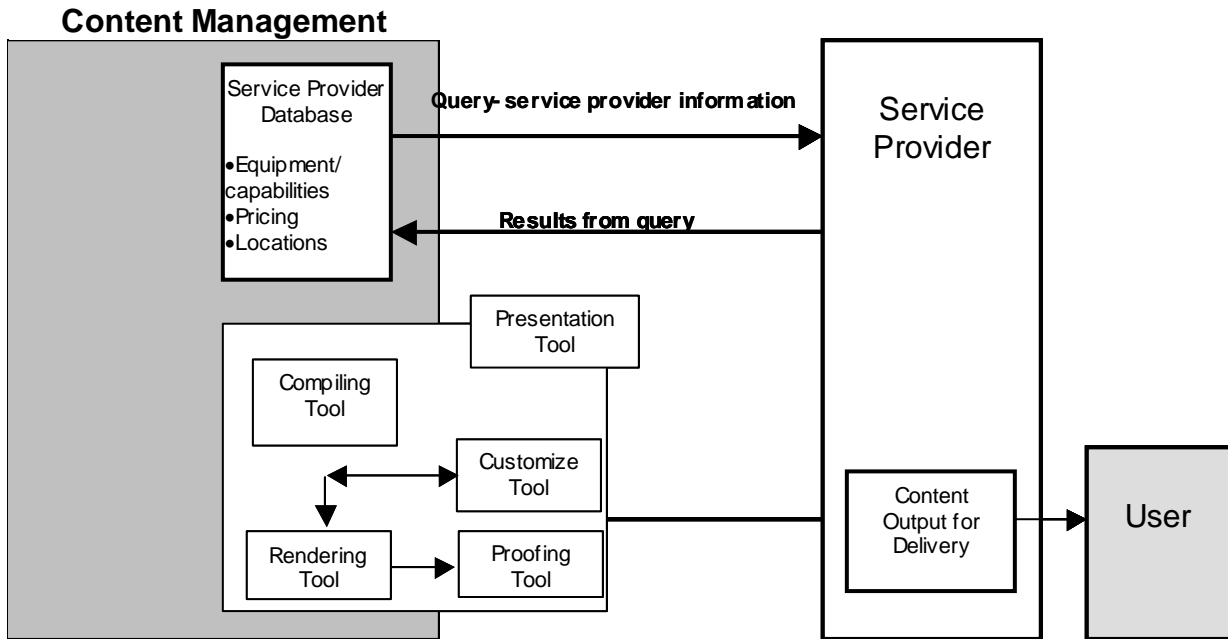 Content Management
Service Provider
Database
•Equipment/
capabilities
•Pricing
•Locations
Query- service provider information
Results from query
Service
Provider
Presentation
Tool
Compiling
Tool
Customize
Tool
Rendering
Tool
Proofing
Tool
Content
Output for
Delivery
User